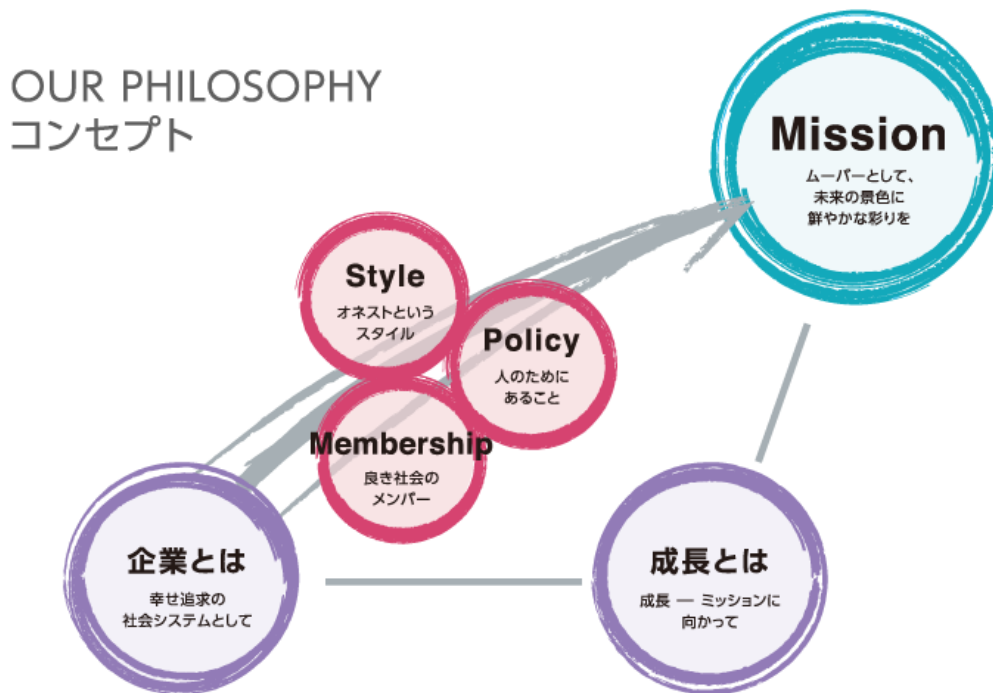 OUR PHILOSOPHY
コンセプト
Mission
ムーバーとして、
未来の景色に
鮮やかな彩りを
Style
オネストという
スタイル
Policy
人のために
あること
Membership
良き社会の
メンバー
企業とは
幸せ追求の
社会システムとして
成長とは
成長 — ミッションに
向かって